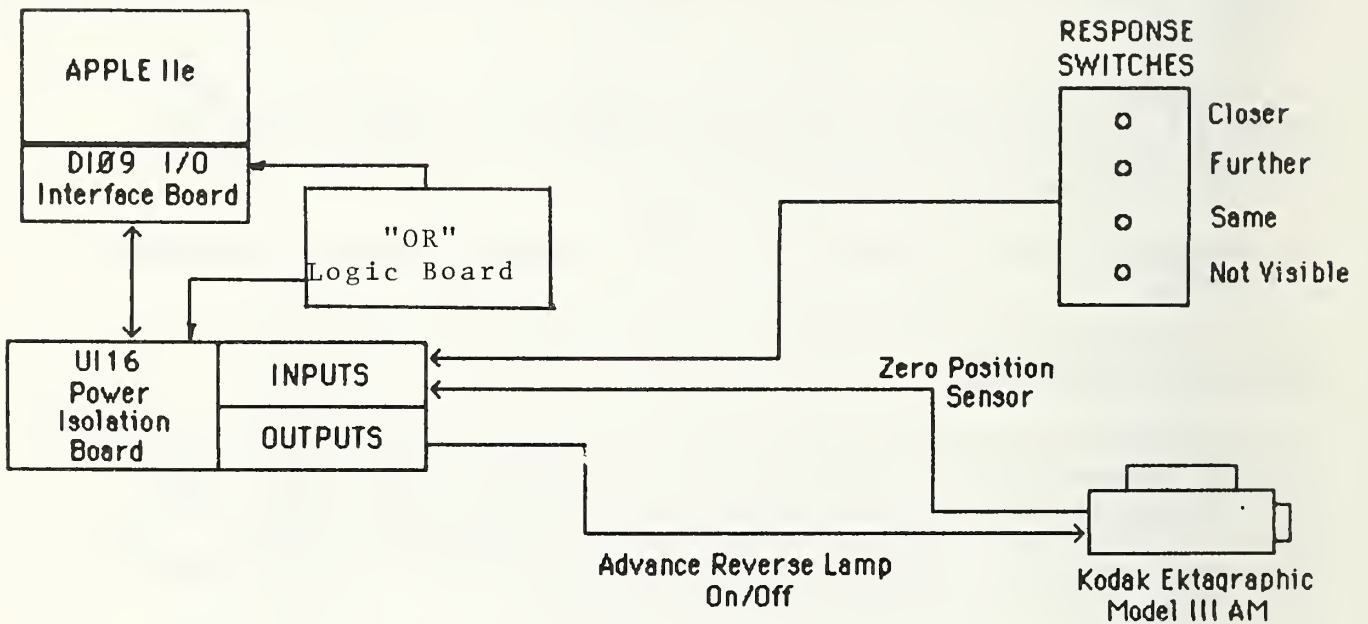 APPLE IIe
DIØ9 I/O
Interface Board
"OR"
Logic Board
UI16
Power
Isolation
Board
INPUTS
OUTPUTS
RESPONSE
SWITCHES
Closer
Further
Same
Not Visible
Zero Position
Sensor
Advance Reverse Lamp
On/Off
Kodak Ektagraphic
Model III AM